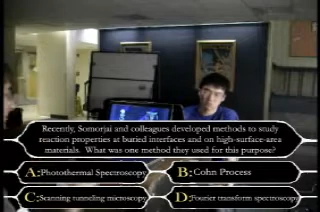 Recently, Somorjai and colleagues developed methods to study
reaction properties at buried interfaces and on high-surface-area
materials. What was one method they used for this purpose?
A: Photothermal Spectroscopy
B: Cohn Process
C: Scanning tunneling microscopy
D: Fourier transform spectroscopy